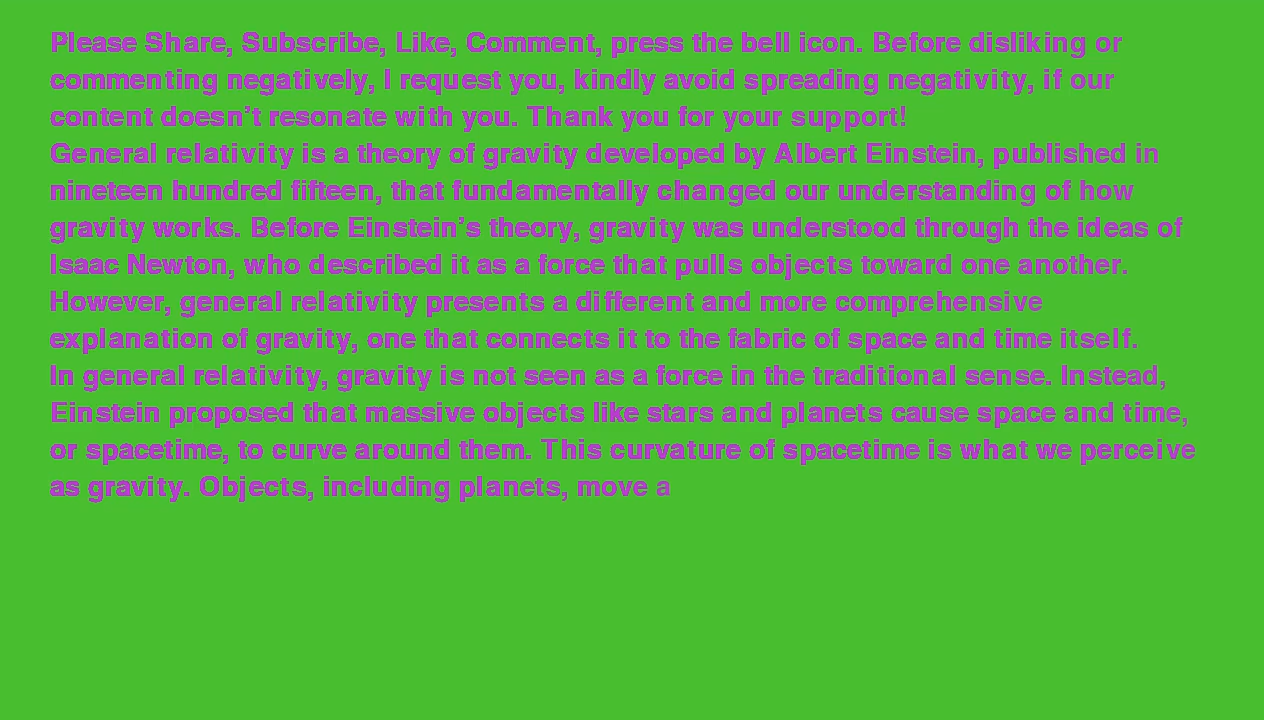 Please Share, Subscribe, Like, Comment, press the bell icon. Before disliking or
commenting negatively, I request you, kindly avoid spreading negativity, if our
content doesn’t resonate with you. Thank you for your support!
General relativity is a theory of gravity developed by Albert Einstein, published in
nineteen hundred fifteen, that fundamentally changed our understanding of how
gravity works. Before Einstein’s theory, gravity was understood through the ideas of
Isaac Newton, who described it as a force that pulls objects toward one another.
However, general relativity presents a different and more comprehensive
explanation of gravity, one that connects it to the fabric of space and time itself.
In general relativity, gravity is not seen as a force in the traditional sense. Instead,
Einstein proposed that massive objects like stars and planets cause space and time,
or spacetime, to curve around them. This curvature of spacetime is what we perceive
as gravity. Objects, including planets, move a